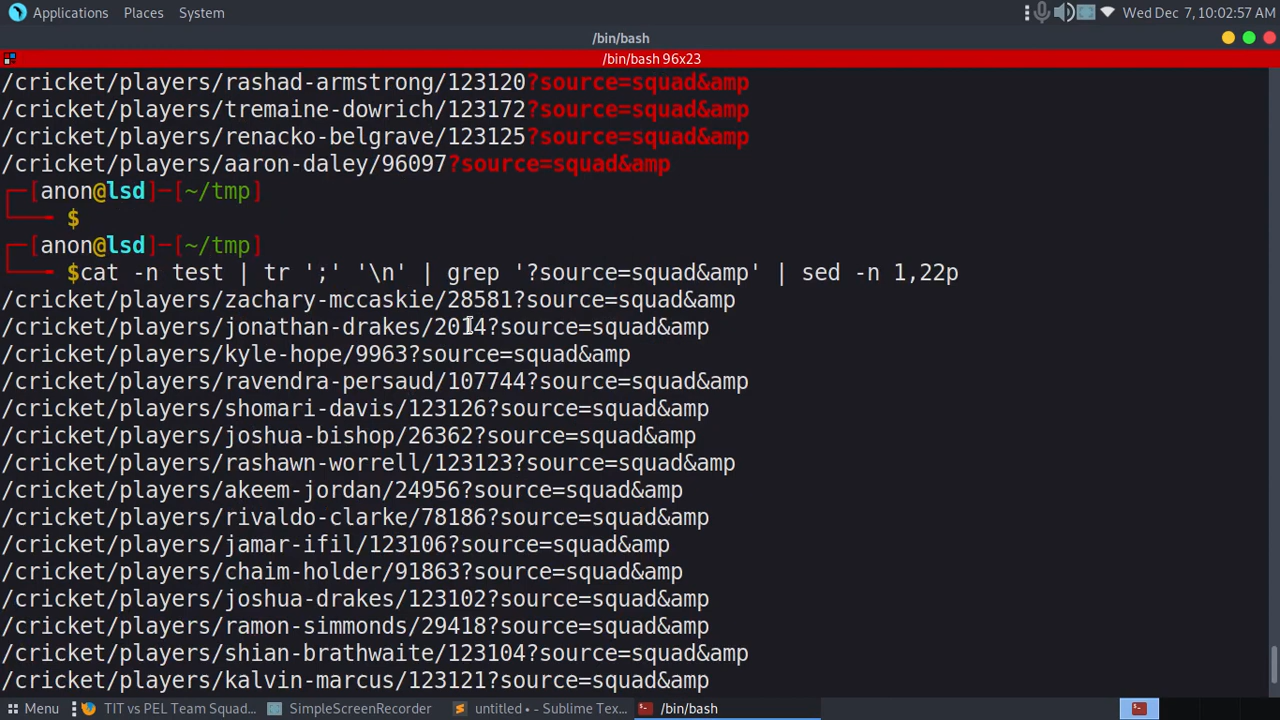 Applications Places System Wed Dec 7, 10:02:57 AM
/bin/bash
/bin/bash 96x23
/cricket/players/rashad-armstrong/123120?source=squad&amp
/cricket/players/tremaine-dowrich/123172?source=squad&amp
/cricket/players/renacko-belgrave/123125?source=squad&amp
/cricket/players/aaron-daley/96097?source=squad&amp
[anon@lsd]─[~/tmp]
$
[anon@lsd]─[~/tmp]
$cat -n test | tr ';' '\n' | grep '?source=squad&amp' | sed -n 1,22p
/cricket/players/zachary-mccaskie/28581?source=squad&amp
/cricket/players/jonathan-drakes/2014?source=squad&amp
/cricket/players/kyle-hope/9963?source=squad&amp
/cricket/players/ravendra-persaud/107744?source=squad&amp
/cricket/players/shomari-davis/123126?source=squad&amp
/cricket/players/joshua-bishop/26362?source=squad&amp
/cricket/players/rashawn-worrell/123123?source=squad&amp
/cricket/players/akeem-jordan/24956?source=squad&amp
/cricket/players/rivaldo-clarke/78186?source=squad&amp
/cricket/players/jamar-ifil/123106?source=squad&amp
/cricket/players/chaim-holder/91863?source=squad&amp
/cricket/players/joshua-drakes/123102?source=squad&amp
/cricket/players/ramon-simmonds/29418?source=squad&amp
/cricket/players/shian-brathwaite/123104?source=squad&amp
/cricket/players/kalvin-marcus/123121?source=squad&amp
Menu TIT vs PEL Team Squad... SimpleScreenRecorder untitled • - Sublime Tex... /bin/bash